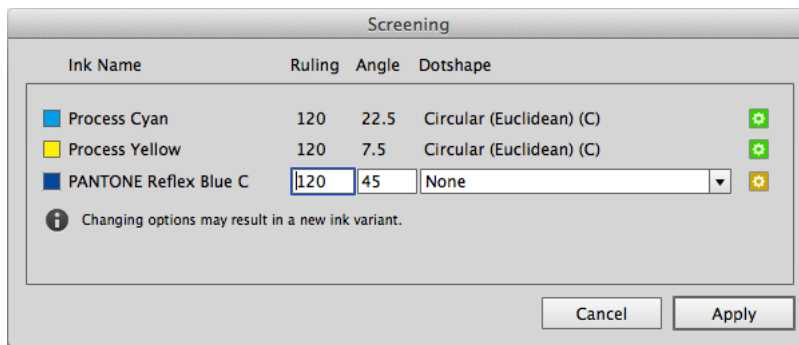 Screening
Ink Name Ruling Angle Dotshape
Process Cyan 120 22.5 Circular (Euclidean) (C)
Process Yellow 120 7.5 Circular (Euclidean) (C)
PANTONE Reflex Blue C 120 45 None
Changing options may result in a new ink variant.
Cancel Apply